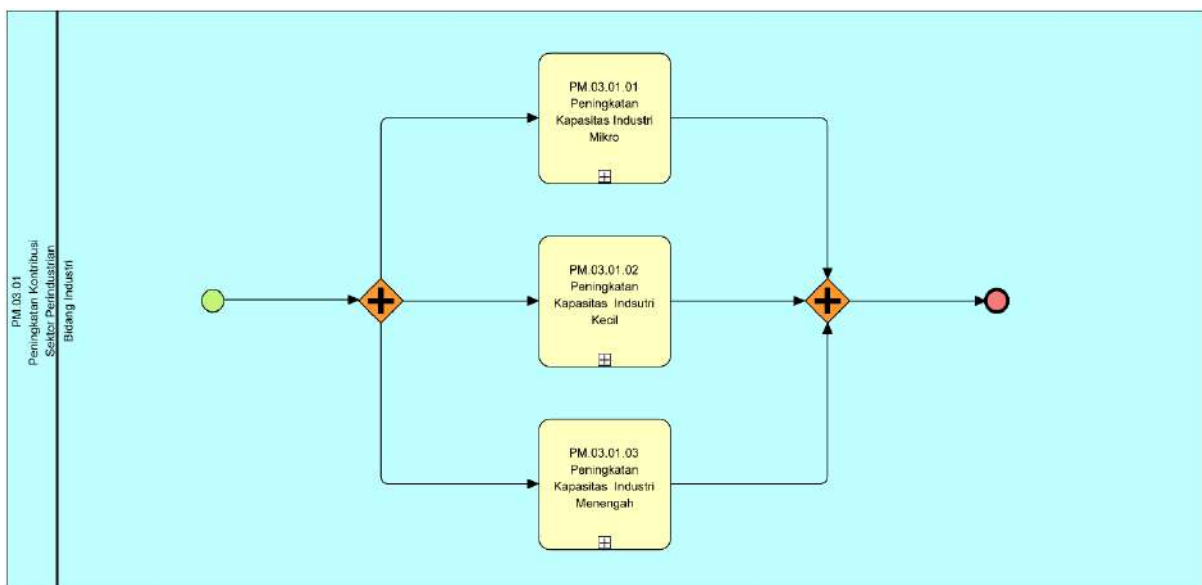 PM.03.01
Peningkatan Kontribusi
Sektor Perindustrian
Bidang Industri
PM.03.01.01
Peningkatan
Kapasitas Industri
Mikro
PM.03.01.02
Peningkatan
Kapasitas Indsutri
Kecil
PM.03.01.03
Peningkatan
Kapasitas Industri
Menengah